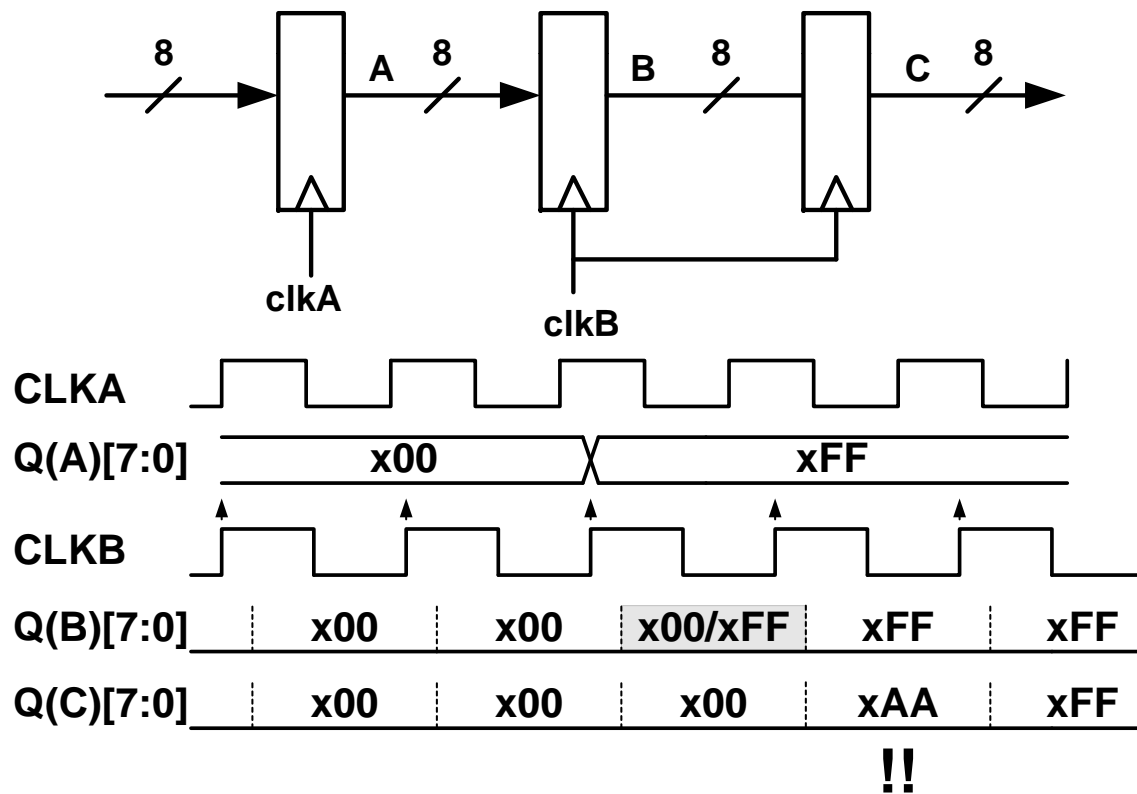 8 A 8 B 8 C 8
clkA
clkB
CLKA
Q(A)[7:0] x00 xFF
CLKB
Q(B)[7:0] x00 x00 x00/xFF xFF xFF
Q(C)[7:0] x00 x00 x00 xAA xFF
!!